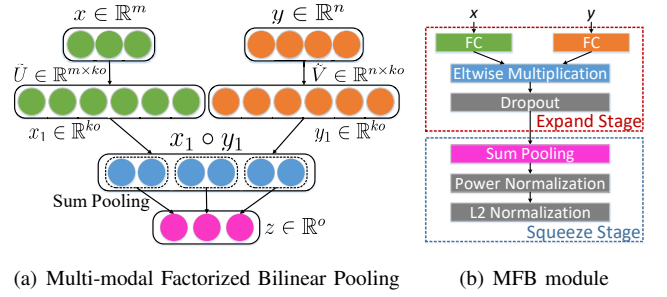 x ∈ ℝ^m
y ∈ ℝ^n
Ũ ∈ ℝ^{m×ko}
Ṽ ∈ ℝ^{n×ko}
x₁ ∈ ℝ^{ko}
x₁ ∘ y₁
y₁ ∈ ℝ^{ko}
Sum Pooling
z ∈ ℝ^o
(a) Multi-modal Factorized Bilinear Pooling
x
y
FC
FC
Eltwise Multiplication
Dropout
Expand Stage
Sum Pooling
Power Normalization
L2 Normalization
Squeeze Stage
(b) MFB module